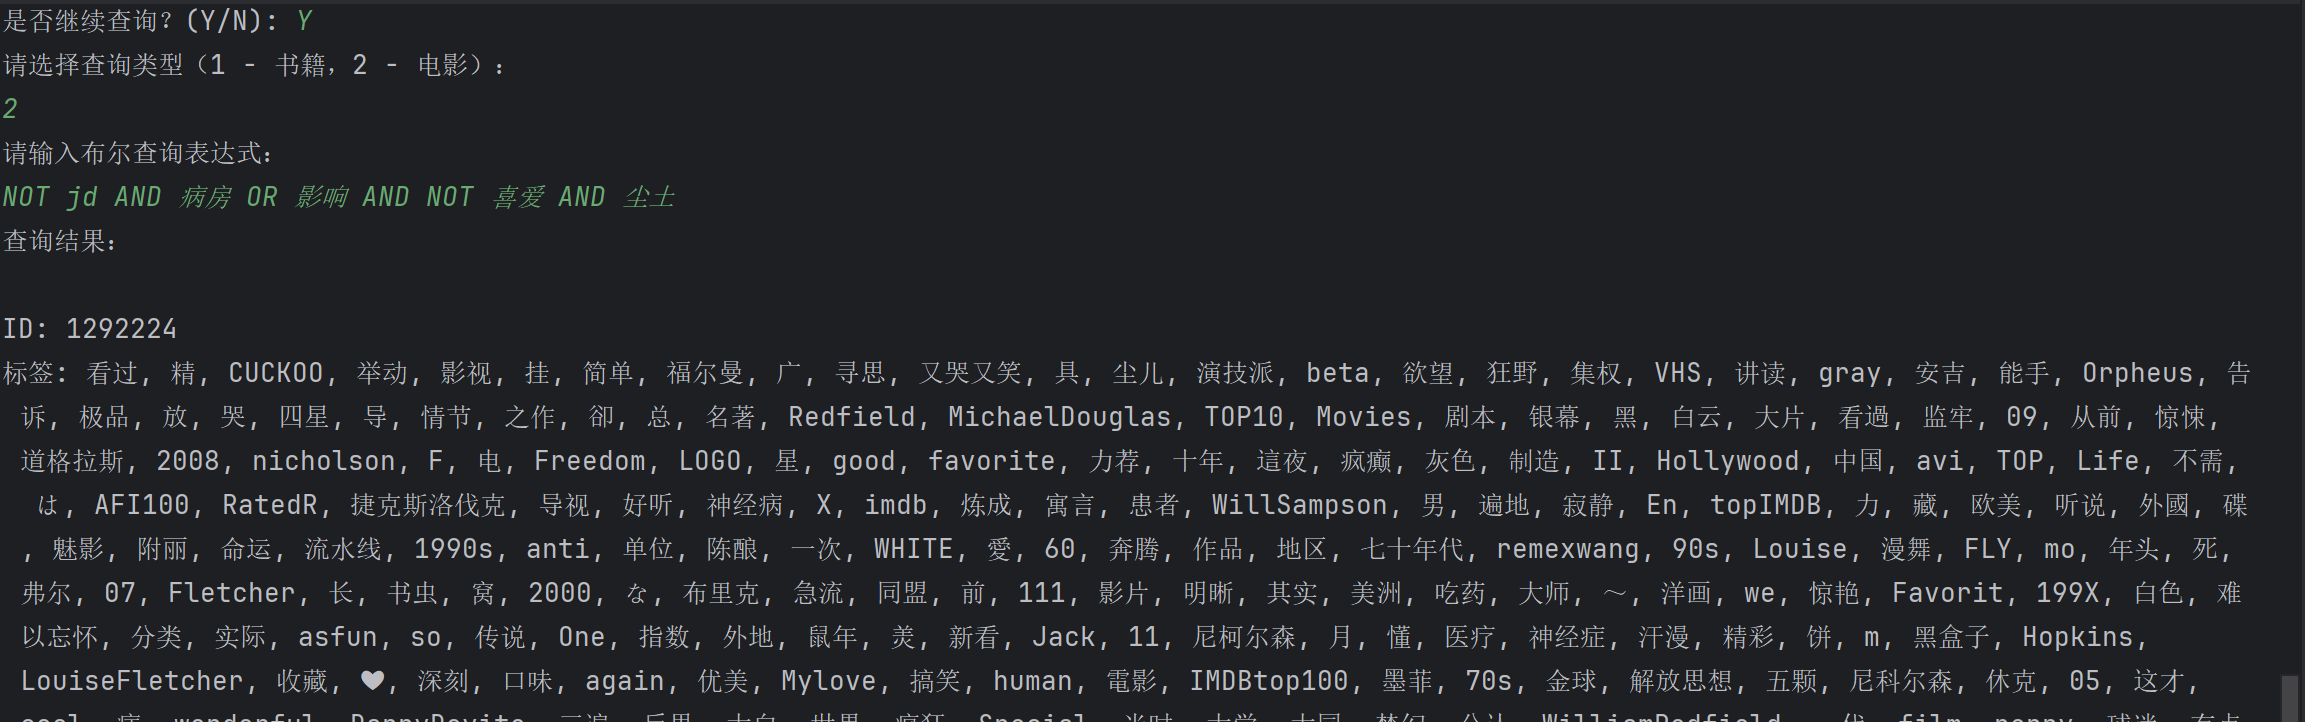 是否继续查询？(Y/N): Y
请选择查询类型（1 - 书籍，2 - 电影）：
2
请输入布尔查询表达式：
NOT jd AND 病房 OR 影响 AND NOT 喜爱 AND 尘土
查询结果：
ID: 1292224
标签: 看过, 精, CUCKOO, 举动, 影视, 挂, 简单, 福尔曼, 广, 寻思, 又哭又笑, 具, 尘儿, 演技派, beta, 欲望, 狂野, 集权, VHS, 讲读, gray, 安吉, 能手, Orpheus, 告
诉, 极品, 放, 哭, 四星, 导, 情节, 之作, 卻, 总, 名著, Redfield, MichaelDouglas, TOP10, Movies, 剧本, 银幕, 黑, 白云, 大片, 看過, 监牢, 09, 从前, 惊悚,
道格拉斯, 2008, nicholson, F, 电, Freedom, LOGO, 星, good, favorite, 力荐, 十年, 這夜, 疯癫, 灰色, 制造, II, Hollywood, 中国, avi, TOP, Life, 不需,
は, AFI100, RatedR, 捷克斯洛伐克, 导视, 好听, 神经病, X, imdb, 炼成, 寓言, 患者, WillSampson, 男, 遍地, 寂静, En, topIMDB, 力, 藏, 欧美, 听说, 外國, 碟
, 魅影, 附丽, 命运, 流水线, 1990s, anti, 单位, 陈酿, 一次, WHITE, 愛, 60, 奔腾, 作品, 地区, 七十年代, remexwang, 90s, Louise, 漫舞, FLY, mo, 年头, 死,
弗尔, 07, Fletcher, 长, 书虫, 窝, 2000, な, 布里克, 急流, 同盟, 前, 111, 影片, 明晰, 其实, 美洲, 吃药, 大师, ～, 洋画, we, 惊艳, Favorit, 199X, 白色, 难
以忘怀, 分类, 实际, asfun, so, 传说, One, 指数, 外地, 鼠年, 羙, 新看, Jack, 11, 尼柯尔森, 月, 懂, 医疗, 神经症, 汗漫, 精彩, 饼, m, 黑盒子, Hopkins,
LouiseFletcher, 收藏, ♥, 深刻, 口味, again, 优美, Mylove, 搞笑, human, 電影, IMDBtop100, 墨菲, 70s, 金球, 解放思想, 五颗, 尼科尔森, 休克, 05, 这才,